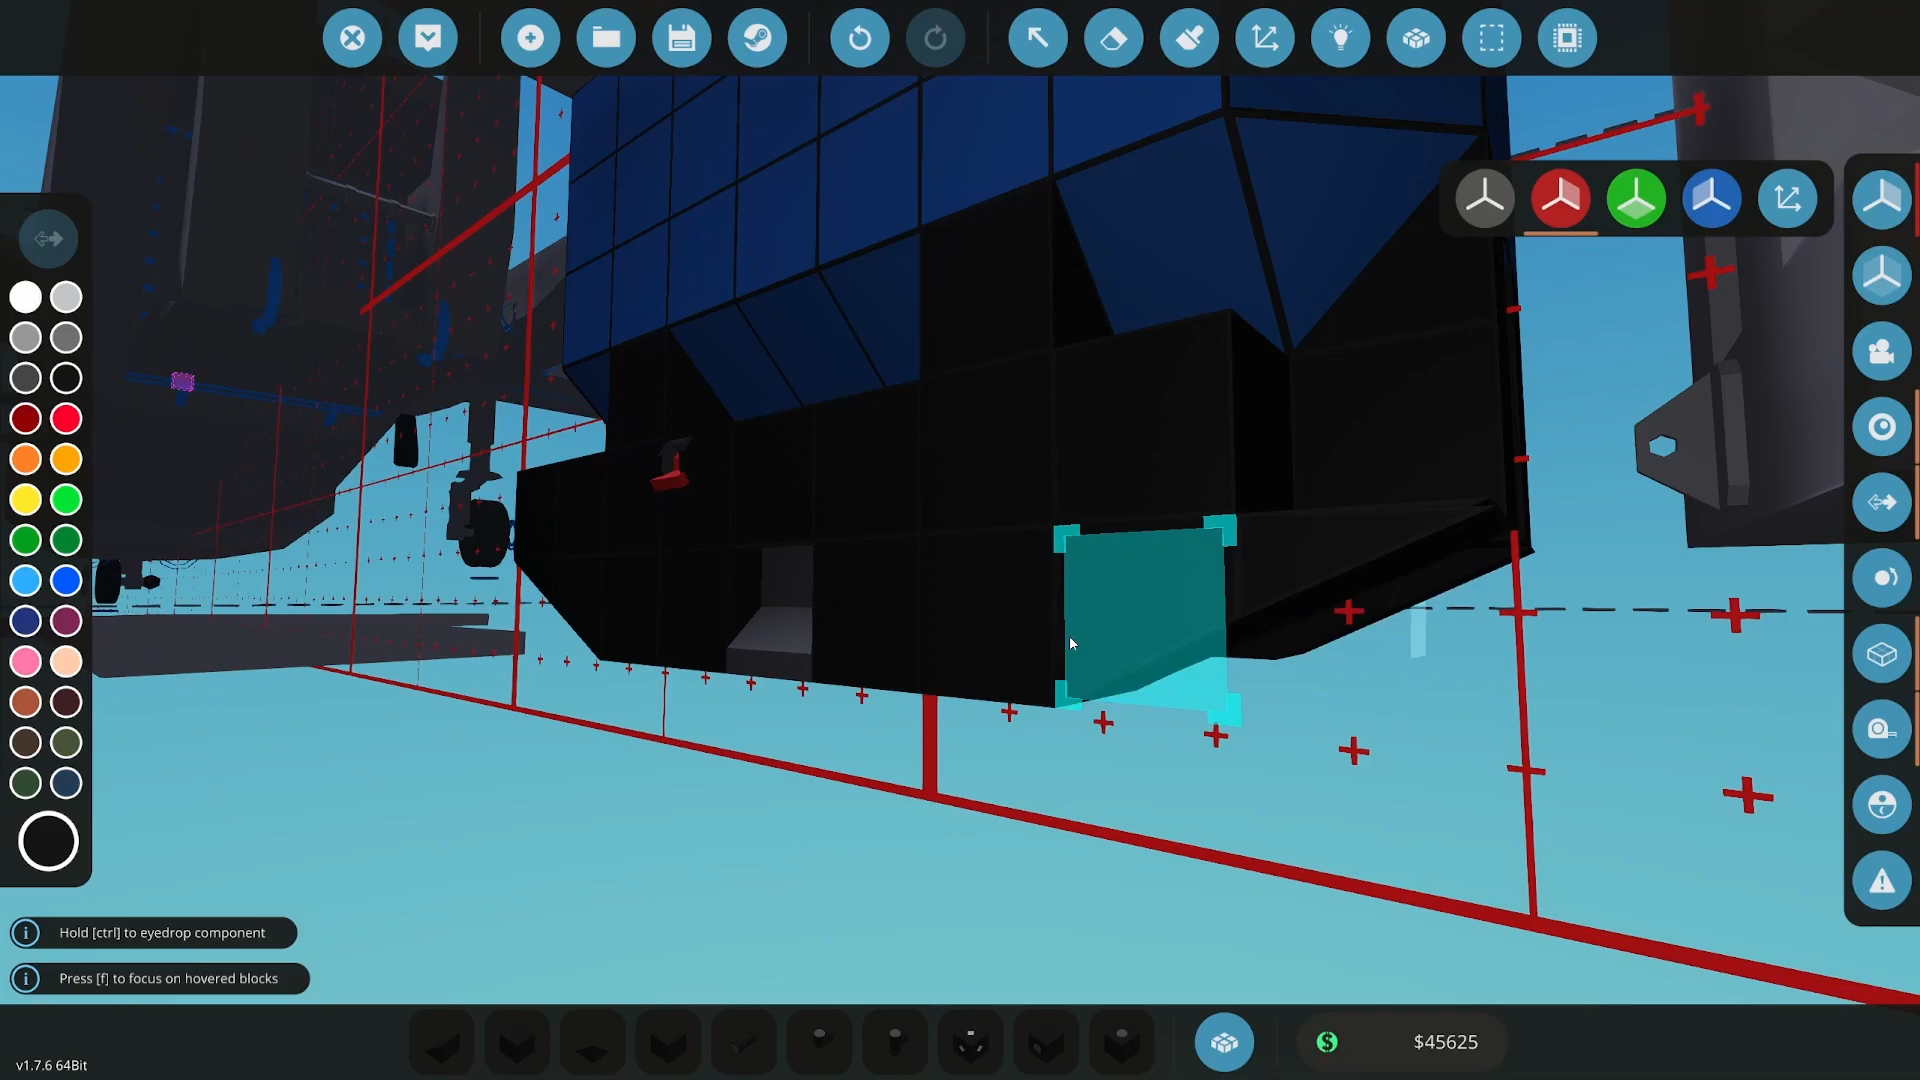 Hold [ctrl] to eyedrop component
Press [f] to focus on hovered blocks
$45625
v1.7.6 64Bit